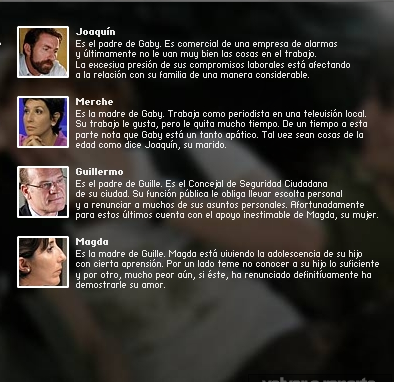 Joaquín
Es el padre de Gaby. Es comercial de una empresa de alarmas
y últimamente no le van muy bien las cosas en el trabajo.
La excesiva presión de sus compromisos laborales está afectando
a la relación con su familia de una manera considerable.
Merche
Es la madre de Gaby. Trabaja como periodista en una televisión local.
Su trabajo le gusta, pero le quita mucho tiempo. De un tiempo a esta
parte nota que Gaby está un tanto apático. Tal vez sean cosas de la
edad como dice Joaquín, su marido.
Guillermo
Es el padre de Guille. Es el Concejal de Seguridad Ciudadana
de su ciudad. Su función pública le obliga llevar escolta personal
y a renunciar a muchos de sus asuntos personales. Afortunadamente
para estos últimos cuenta con el apoyo inestimable de Magda, su mujer.
Magda
Es la madre de Guille. Magda está viviendo la adolescencia de su hijo
con cierta aprensión. Por un lado teme no conocer a su hijo lo suficiente
y por otro, mucho peor aún, si éste, ha renunciado definitivamente ha
demostrarle su amor.